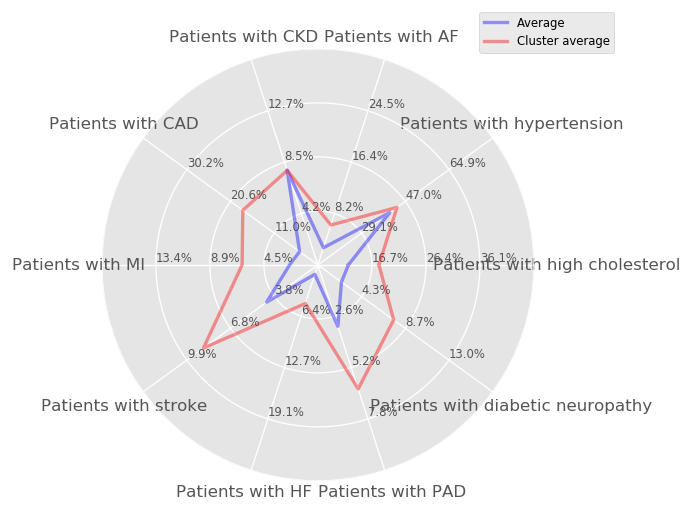 Average
Cluster average
Patients with CKD Patients with AF
12.7% 24.5%
Patients with CAD Patients with hypertension
8.5% 16.4%
30.2% 64.9%
20.6% 47.0%
4.2% 8.2%
11.0% 29.1%
Patients with MI 13.4% 8.9% 4.5% 16.7% 26.4% 36.1% Patients with high cholesterol
3.8% 4.3%
6.4% 2.6%
6.8% 8.7%
9.9% 13.0%
12.7% 5.2%
Patients with stroke Patients with diabetic neuropathy
19.1% 7.8%
Patients with HF Patients with PAD